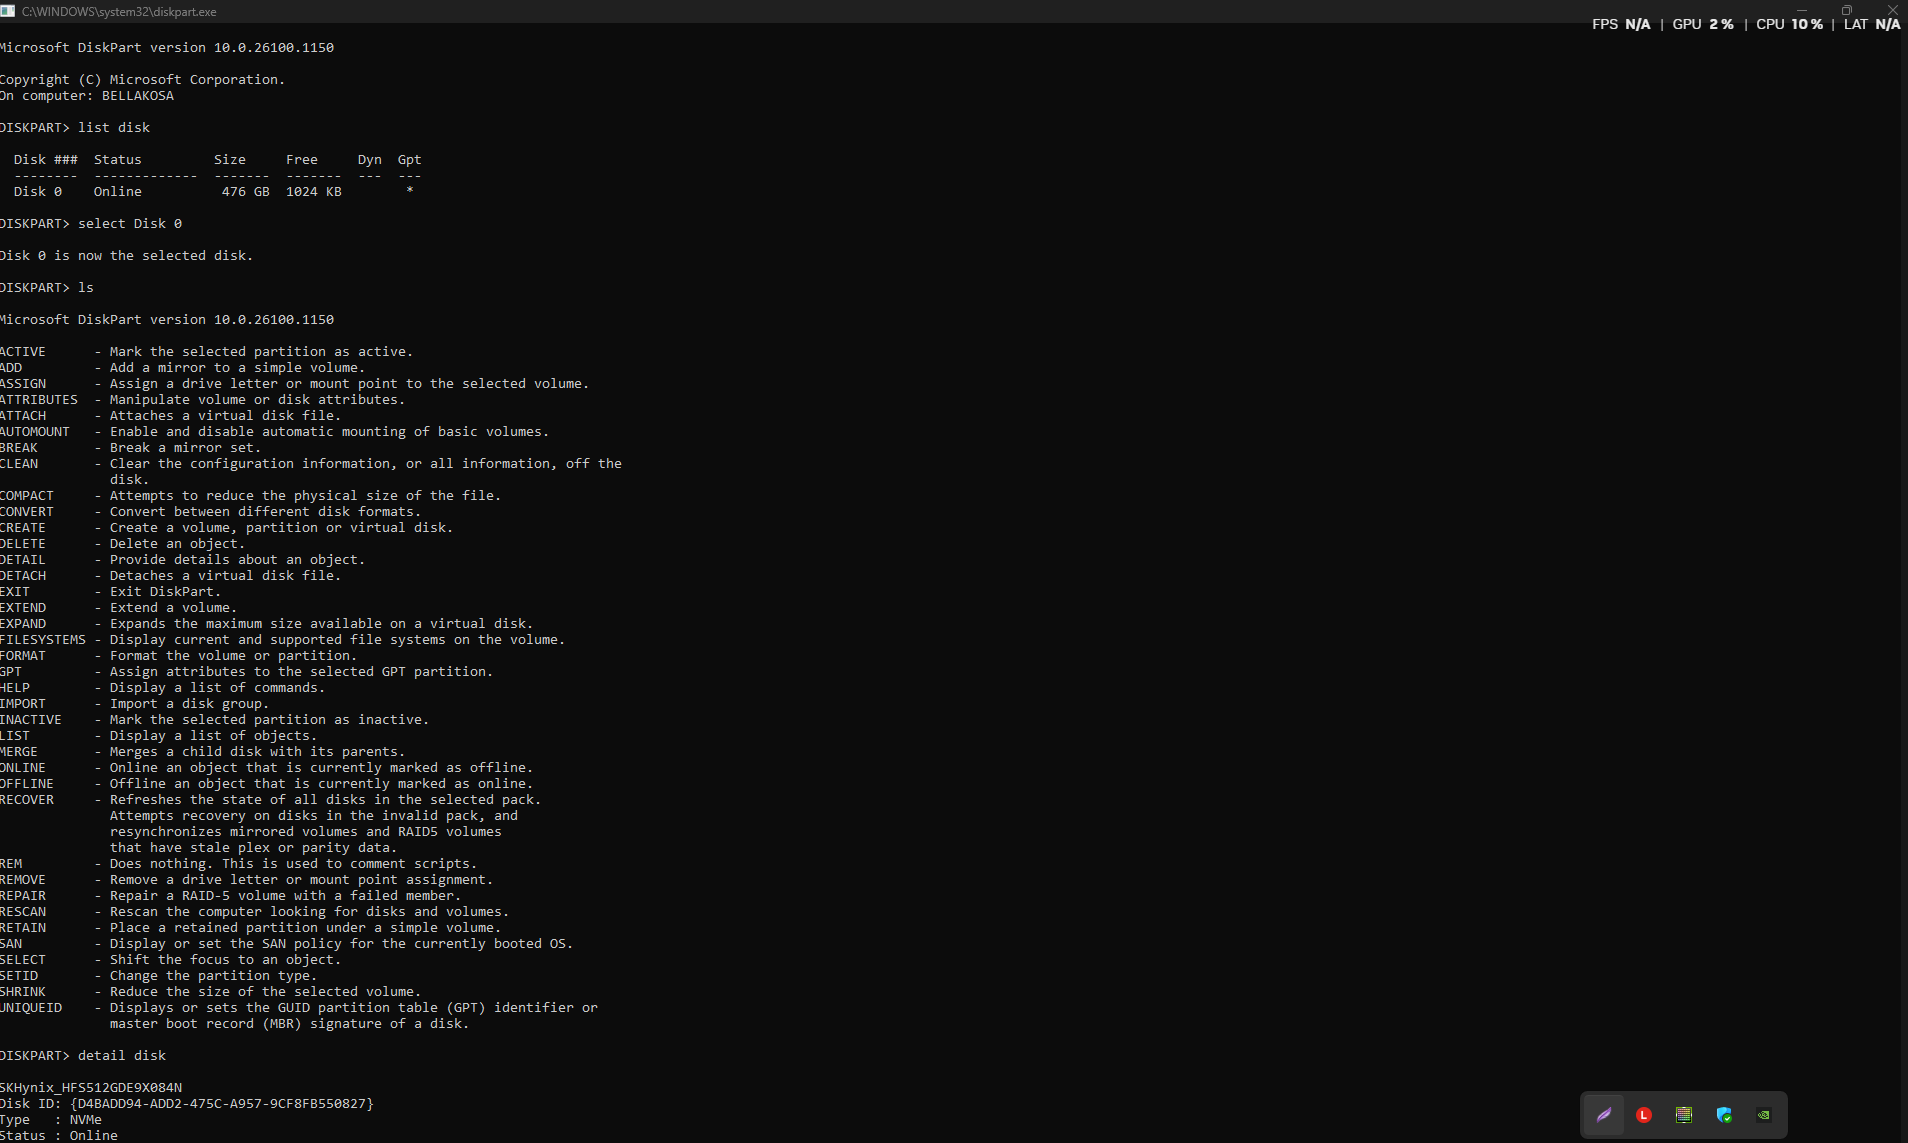 C:\WINDOWS\system32\diskpart.exe
FPS N/A | GPU 2% | CPU 10% | LAT N/A
Microsoft DiskPart version 10.0.26100.1150
Copyright (C) Microsoft Corporation.
On computer: BELLAKOSA
DISKPART> list disk
Disk ### Status Size Free Dyn Gpt
-------- ------------- ------- ------- --- ---
Disk 0 Online 476 GB 1024 KB *
DISKPART> select Disk 0
Disk 0 is now the selected disk.
DISKPART> ls
Microsoft DiskPart version 10.0.26100.1150
ACTIVE - Mark the selected partition as active.
ADD - Add a mirror to a simple volume.
ASSIGN - Assign a drive letter or mount point to the selected volume.
ATTRIBUTES - Manipulate volume or disk attributes.
ATTACH - Attaches a virtual disk file.
AUTOMOUNT - Enable and disable automatic mounting of basic volumes.
BREAK - Break a mirror set.
CLEAN - Clear the configuration information, or all information, off the
disk.
COMPACT - Attempts to reduce the physical size of the file.
CONVERT - Convert between different disk formats.
CREATE - Create a volume, partition or virtual disk.
DELETE - Delete an object.
DETAIL - Provide details about an object.
DETACH - Detaches a virtual disk file.
EXIT - Exit DiskPart.
EXTEND - Extend a volume.
EXPAND - Expands the maximum size available on a virtual disk.
FILESYSTEMS - Display current and supported file systems on the volume.
FORMAT - Format the volume or partition.
GPT - Assign attributes to the selected GPT partition.
HELP - Display a list of commands.
IMPORT - Import a disk group.
INACTIVE - Mark the selected partition as inactive.
LIST - Display a list of objects.
MERGE - Merges a child disk with its parents.
ONLINE - Online an object that is currently marked as offline.
OFFLINE - Offline an object that is currently marked as online.
RECOVER - Refreshes the state of all disks in the selected pack.
Attempts recovery on disks in the invalid pack, and
resynchronizes mirrored volumes and RAID5 volumes
that have stale plex or parity data.
REM - Does nothing. This is used to comment scripts.
REMOVE - Remove a drive letter or mount point assignment.
REPAIR - Repair a RAID-5 volume with a failed member.
RESCAN - Rescan the computer looking for disks and volumes.
RETAIN - Place a retained partition under a simple volume.
SAN - Display or set the SAN policy for the currently booted OS.
SELECT - Shift the focus to an object.
SETID - Change the partition type.
SHRINK - Reduce the size of the selected volume.
UNIQUEID - Displays or sets the GUID partition table (GPT) identifier or
master boot record (MBR) signature of a disk.
DISKPART> detail disk
SKHynix_HFS512GDE9X084N
Disk ID: {D4BADD94-ADD2-475C-A957-9CF8FB550827}
Type : NVMe
Status : Online
L